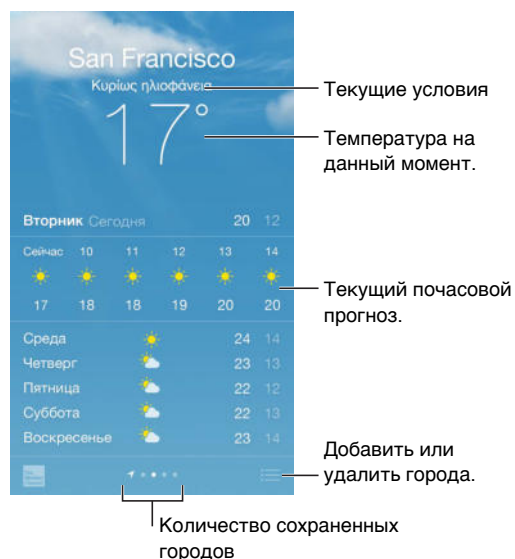 San Francisco
Κυρίως ηλιοφάνεια
17°
Текущие условия
Температура на
данный момент.
Вторник Сегодня 20 12
Сейчас 10 11 12 13 14
17 18 18 19 20 20
Текущий почасовой
прогноз.
Среда 24 14
Четверг 23 13
Пятница 22 12
Суббота 22 13
Воскресенье 23 14
Добавить или
удалить города.
Количество сохраненных
городов